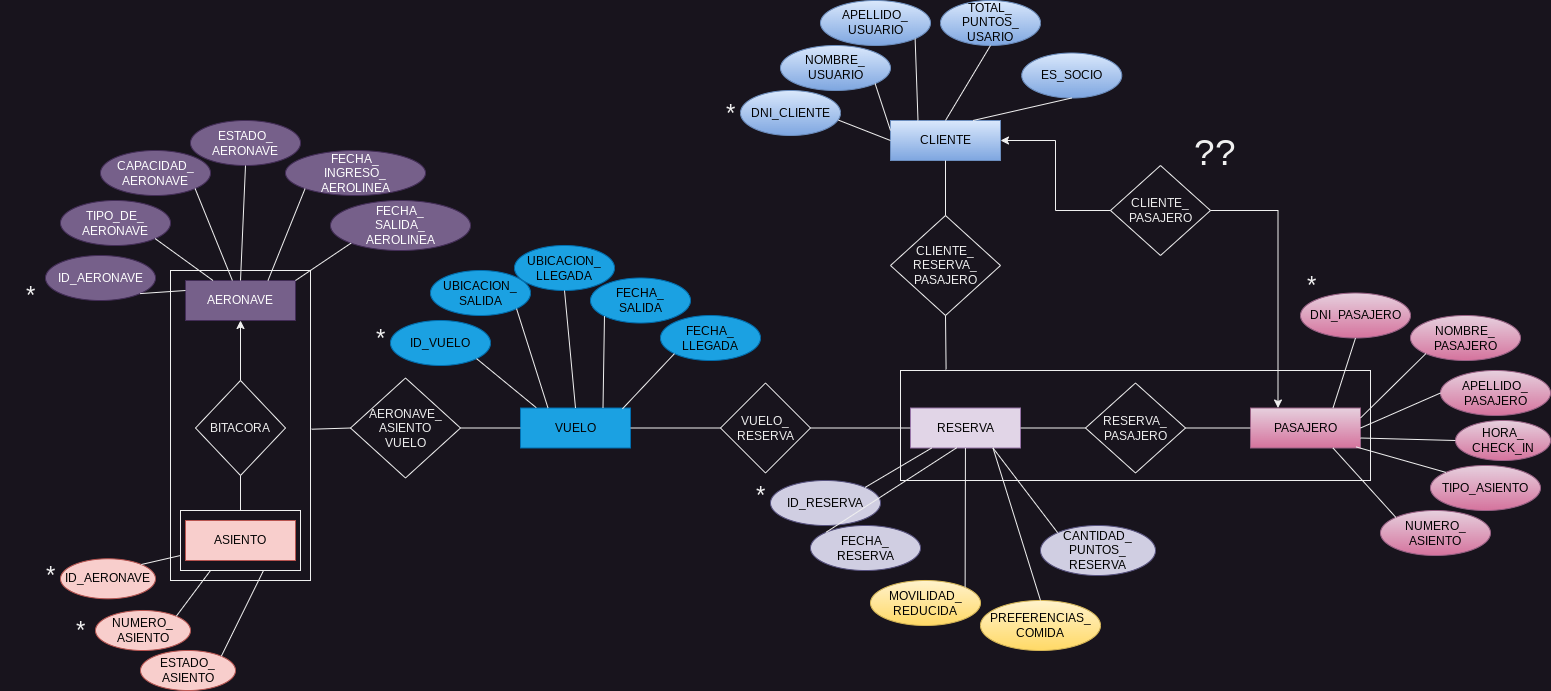 APELLIDO_
USUARIO
TOTAL_
PUNTOS_
USARIO
NOMBRE_
USUARIO
ES_SOCIO
*
DNI_CLIENTE
CLIENTE
??
CLIENTE_
PASAJERO
CLIENTE_
RESERVA_
PASAJERO
ESTADO_
AERONAVE
CAPACIDAD_
AERONAVE
FECHA_
INGRESO_
AEROLINEA
TIPO_DE_
AERONAVE
FECHA_
SALIDA_
AEROLINEA
*
ID_AERONAVE
AERONAVE
BITACORA
ASIENTO
*
ID_AERONAVE
*
NUMERO_
ASIENTO
ESTADO_
ASIENTO
AERONAVE_
ASIENTO
VUELO
UBICACION_
SALIDA
UBICACION_
LLEGADA
FECHA_
SALIDA
FECHA_
LLEGADA
*
ID_VUELO
VUELO
VUELO_
RESERVA
RESERVA
RESERVA_
PASAJERO
PASAJERO
*
DNI_PASAJERO
NOMBRE_
PASAJERO
APELLIDO_
PASAJERO
HORA_
CHECK_IN
TIPO_ASIENTO
NUMERO_
ASIENTO
*
ID_RESERVA
FECHA_
RESERVA
MOVILIDAD_
REDUCIDA
PREFERENCIAS_
COMIDA
CANTIDAD_
PUNTOS_
RESERVA